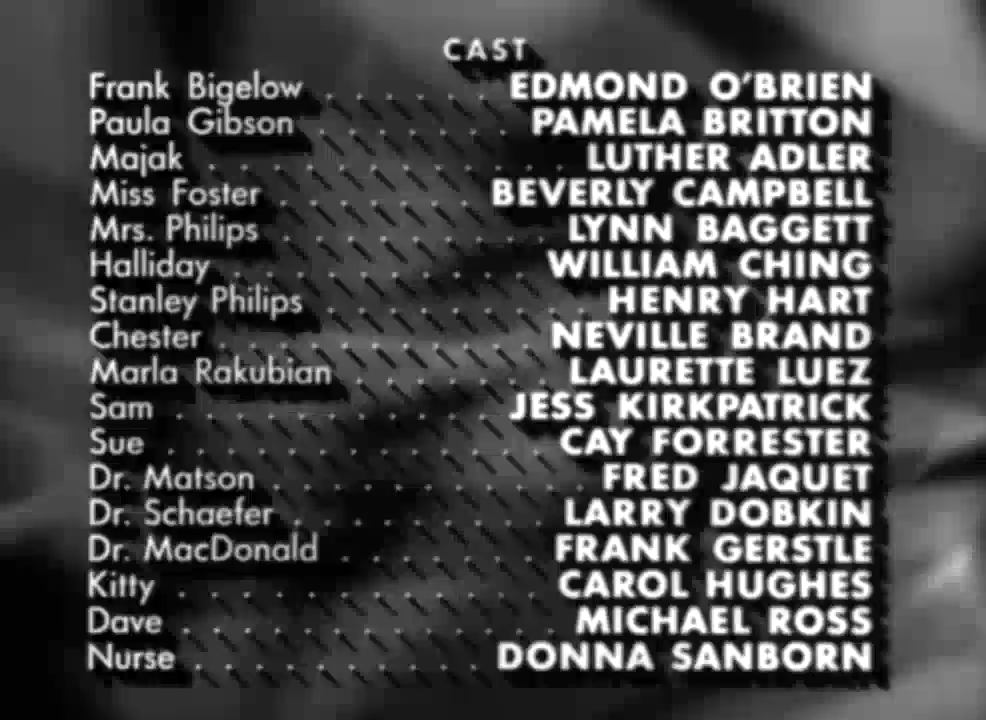 CAST
Frank Bigelow . . . . . . EDMOND O'BRIEN
Paula Gibson . . . . . . . PAMELA BRITTON
Majak . . . . . . . . . . . . . LUTHER ADLER
Miss Foster . . . . . . . BEVERLY CAMPBELL
Mrs. Philips . . . . . . . . . . LYNN BAGGETT
Halliday . . . . . . . . . . . WILLIAM CHING
Stanley Philips . . . . . . . . . HENRY HART
Chester . . . . . . . . . . . NEVILLE BRAND
Marla Rakubian . . . . . . . LAURETTE LUEZ
Sam . . . . . . . . . . . JESS KIRKPATRICK
Sue . . . . . . . . . . . . . CAY FORRESTER
Dr. Matson . . . . . . . . . . FRED JAQUET
Dr. Schaefer . . . . . . . . . LARRY DOBKIN
Dr. MacDonald . . . . . . FRANK GERSTLE
Kitty . . . . . . . . . . . . CAROL HUGHES
Dave . . . . . . . . . . . . . MICHAEL ROSS
Nurse . . . . . . . . . . DONNA SANBORN